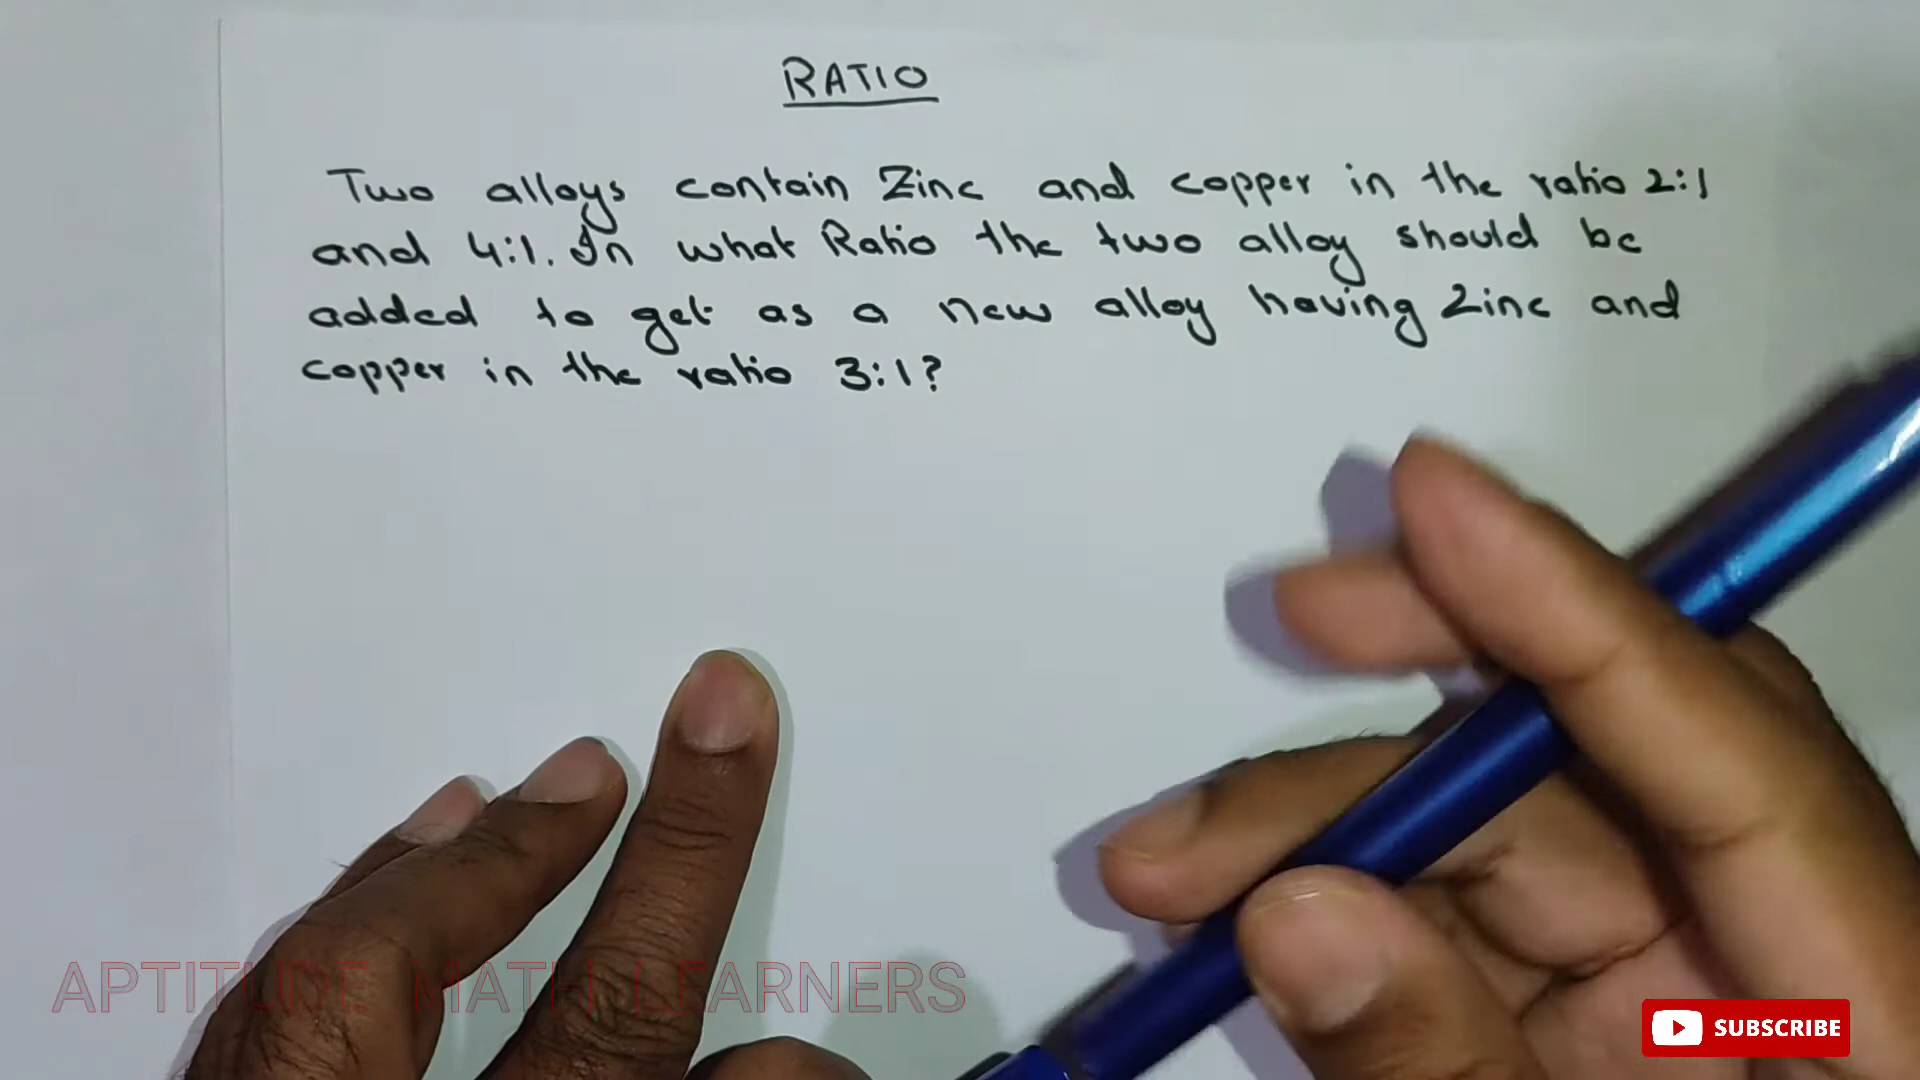 RATIO
Two alloys contain Zinc and copper in the ratio 2:1
and 4:1. In what Ratio the two alloy should be
added to get as a new alloy having Zinc and
copper in the ratio 3:1?
APTITUDE MATH LEARNERS
SUBSCRIBE